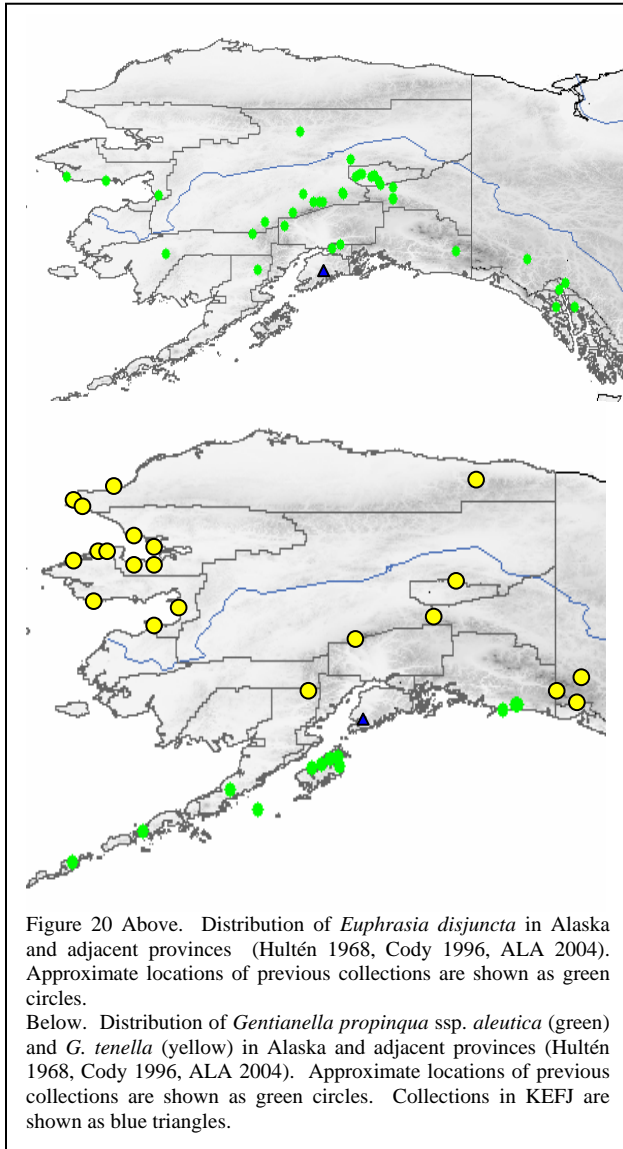 Figure 20 Above.  Distribution of Euphrasia disjuncta in Alaska
and adjacent provinces  (Hultén 1968, Cody 1996, ALA 2004).
Approximate locations of previous collections are shown as green
circles.
Below.  Distribution of Gentianella propinqua ssp. aleutica (green)
and G. tenella (yellow) in Alaska and adjacent provinces (Hultén
1968, Cody 1996, ALA 2004).  Approximate locations of previous
collections are shown as green circles.  Collections in KEFJ are
shown as blue triangles.